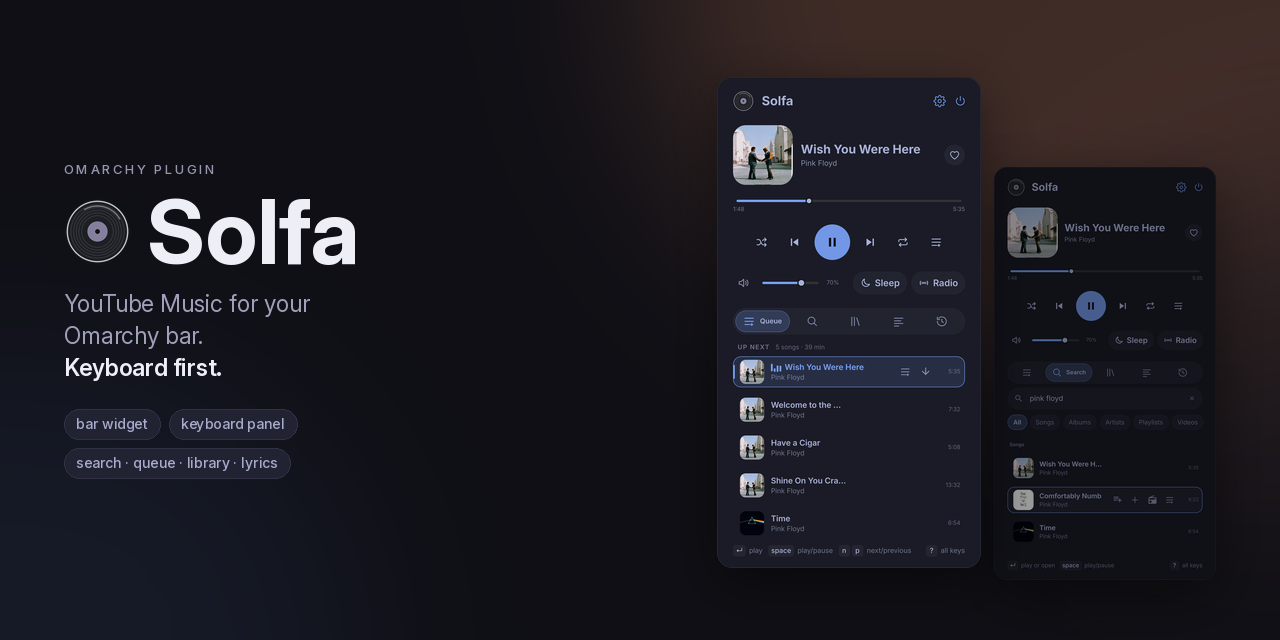 OMARCHY PLUGIN
Solfa
YouTube Music for your
Omarchy bar.
Keyboard first.
bar widget
keyboard panel
search · queue · library · lyrics
Solfa
Wish You Were Here
Pink Floyd
1:48
5:35
70%
Sleep
Radio
Queue
UP NEXT 5 songs · 39 min
Wish You Were Here
Pink Floyd
5:35
Welcome to the ...
Pink Floyd
7:32
Have a Cigar
Pink Floyd
5:08
Shine On You Cra...
Pink Floyd
13:32
Time
Pink Floyd
6:54
↵ play space play/pause n p next/previous ? all keys
Solfa
Wish You Were Here
Pink Floyd
1:48
5:35
70%
Sleep
Radio
Search
pink floyd
All
Songs
Albums
Artists
Playlists
Videos
Songs
Wish You Were H...
Pink Floyd
5:35
Comfortably Numb
Pink Floyd
Time
Pink Floyd
6:54
↵ play or open space play/pause ? all keys